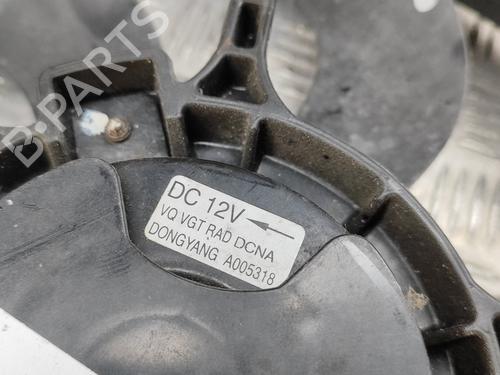 B-PARTS
DC 12V
VQ VGT RAD DCNA
DONGYANG A005318